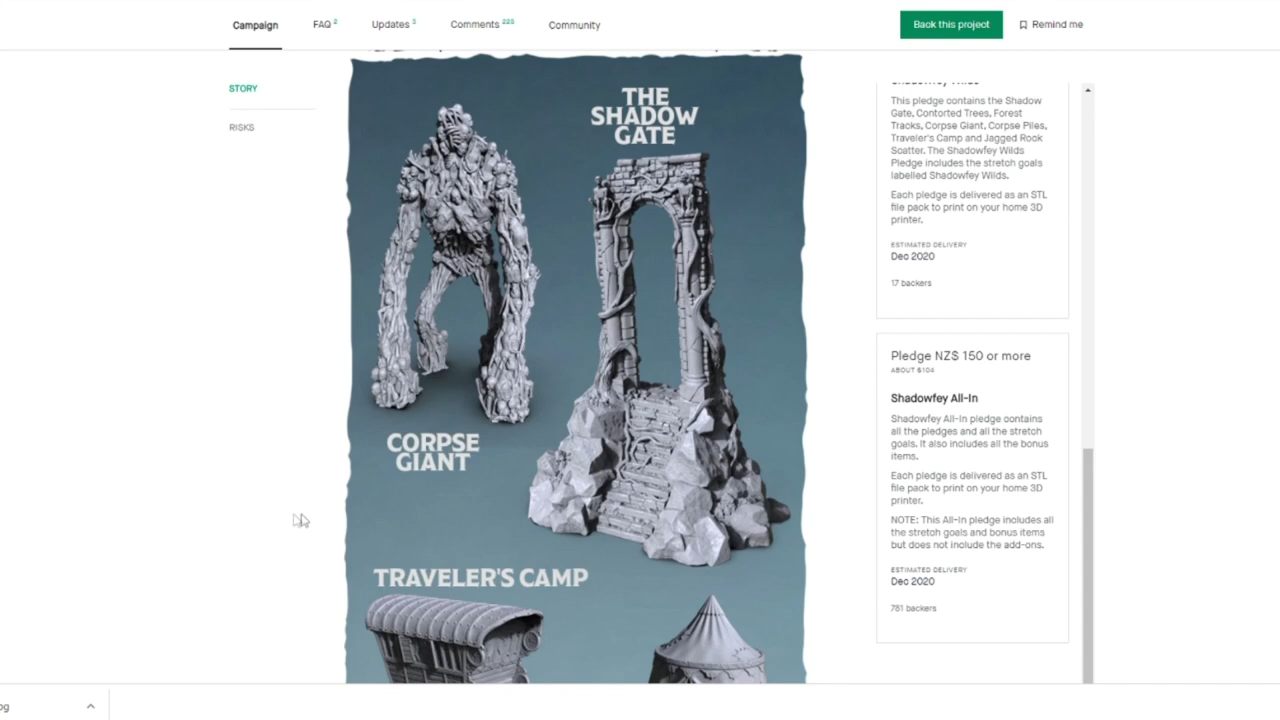 Campaign
FAQ 2
Updates 3
Comments 225
Community
Back this project
Remind me
STORY
RISKS
THE
SHADOW
GATE
CORPSE
GIANT
TRAVELER'S CAMP
This pledge contains the Shadow
Gate, Contorted Trees, Forest
Tracks, Corpse Giant, Corpse Piles,
Traveler's Camp and Jagged Rock
Scatter. The Shadowfey Wilds
Pledge includes the stretch goals
labelled Shadowfey Wilds.
Each pledge is delivered as an STL
file pack to print on your home 3D
printer.
ESTIMATED DELIVERY
Dec 2020
17 backers
Pledge NZ$ 150 or more
ABOUT $104
Shadowfey All-In
Shadowfey All-In pledge contains
all the pledges and all the stretch
goals. It also includes all the bonus
items.
Each pledge is delivered as an STL
file pack to print on your home 3D
printer.
NOTE: This All-In pledge includes all
the stretch goals and bonus items
but does not include the add-ons.
ESTIMATED DELIVERY
Dec 2020
781 backers